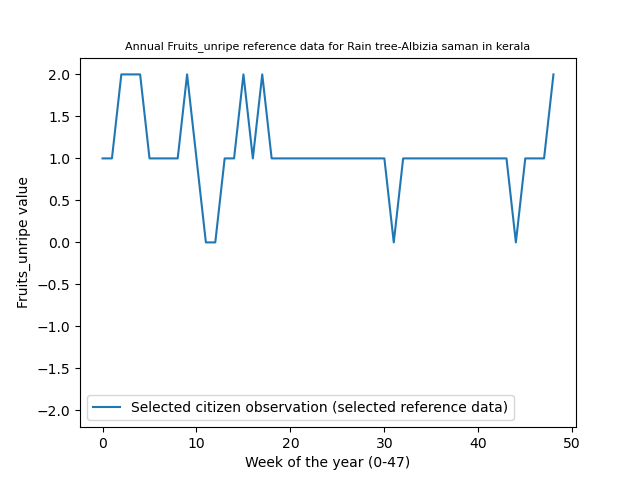 Annual Fruits_unripe reference data for Rain tree-Albizia saman in kerala
Fruits_unripe value
2.0
1.5
1.0
0.5
0.0
−0.5
−1.0
−1.5
−2.0
Selected citizen observation (selected reference data)
0 10 20 30 40 50
Week of the year (0-47)